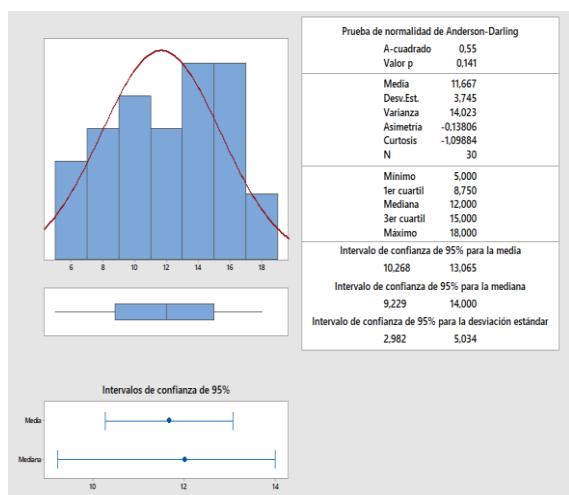 Prueba de normalidad de Anderson-Darling
A-cuadrado 0,55
Valor p 0,141
Media 11,667
Desv.Est. 3,745
Varianza 14,023
Asimetría -0,13806
Curtosis -1,09884
N 30
Mínimo 5,000
1er cuartil 8,750
Mediana 12,000
3er cuartil 15,000
Máximo 18,000
Intervalo de confianza de 95% para la media
10,268 13,065
Intervalo de confianza de 95% para la mediana
9,229 14,000
Intervalo de confianza de 95% para la desviación estándar
2,982 5,034
6 8 10 12 14 16 18
Intervalos de confianza de 95%
Media
Mediana
10 12 14